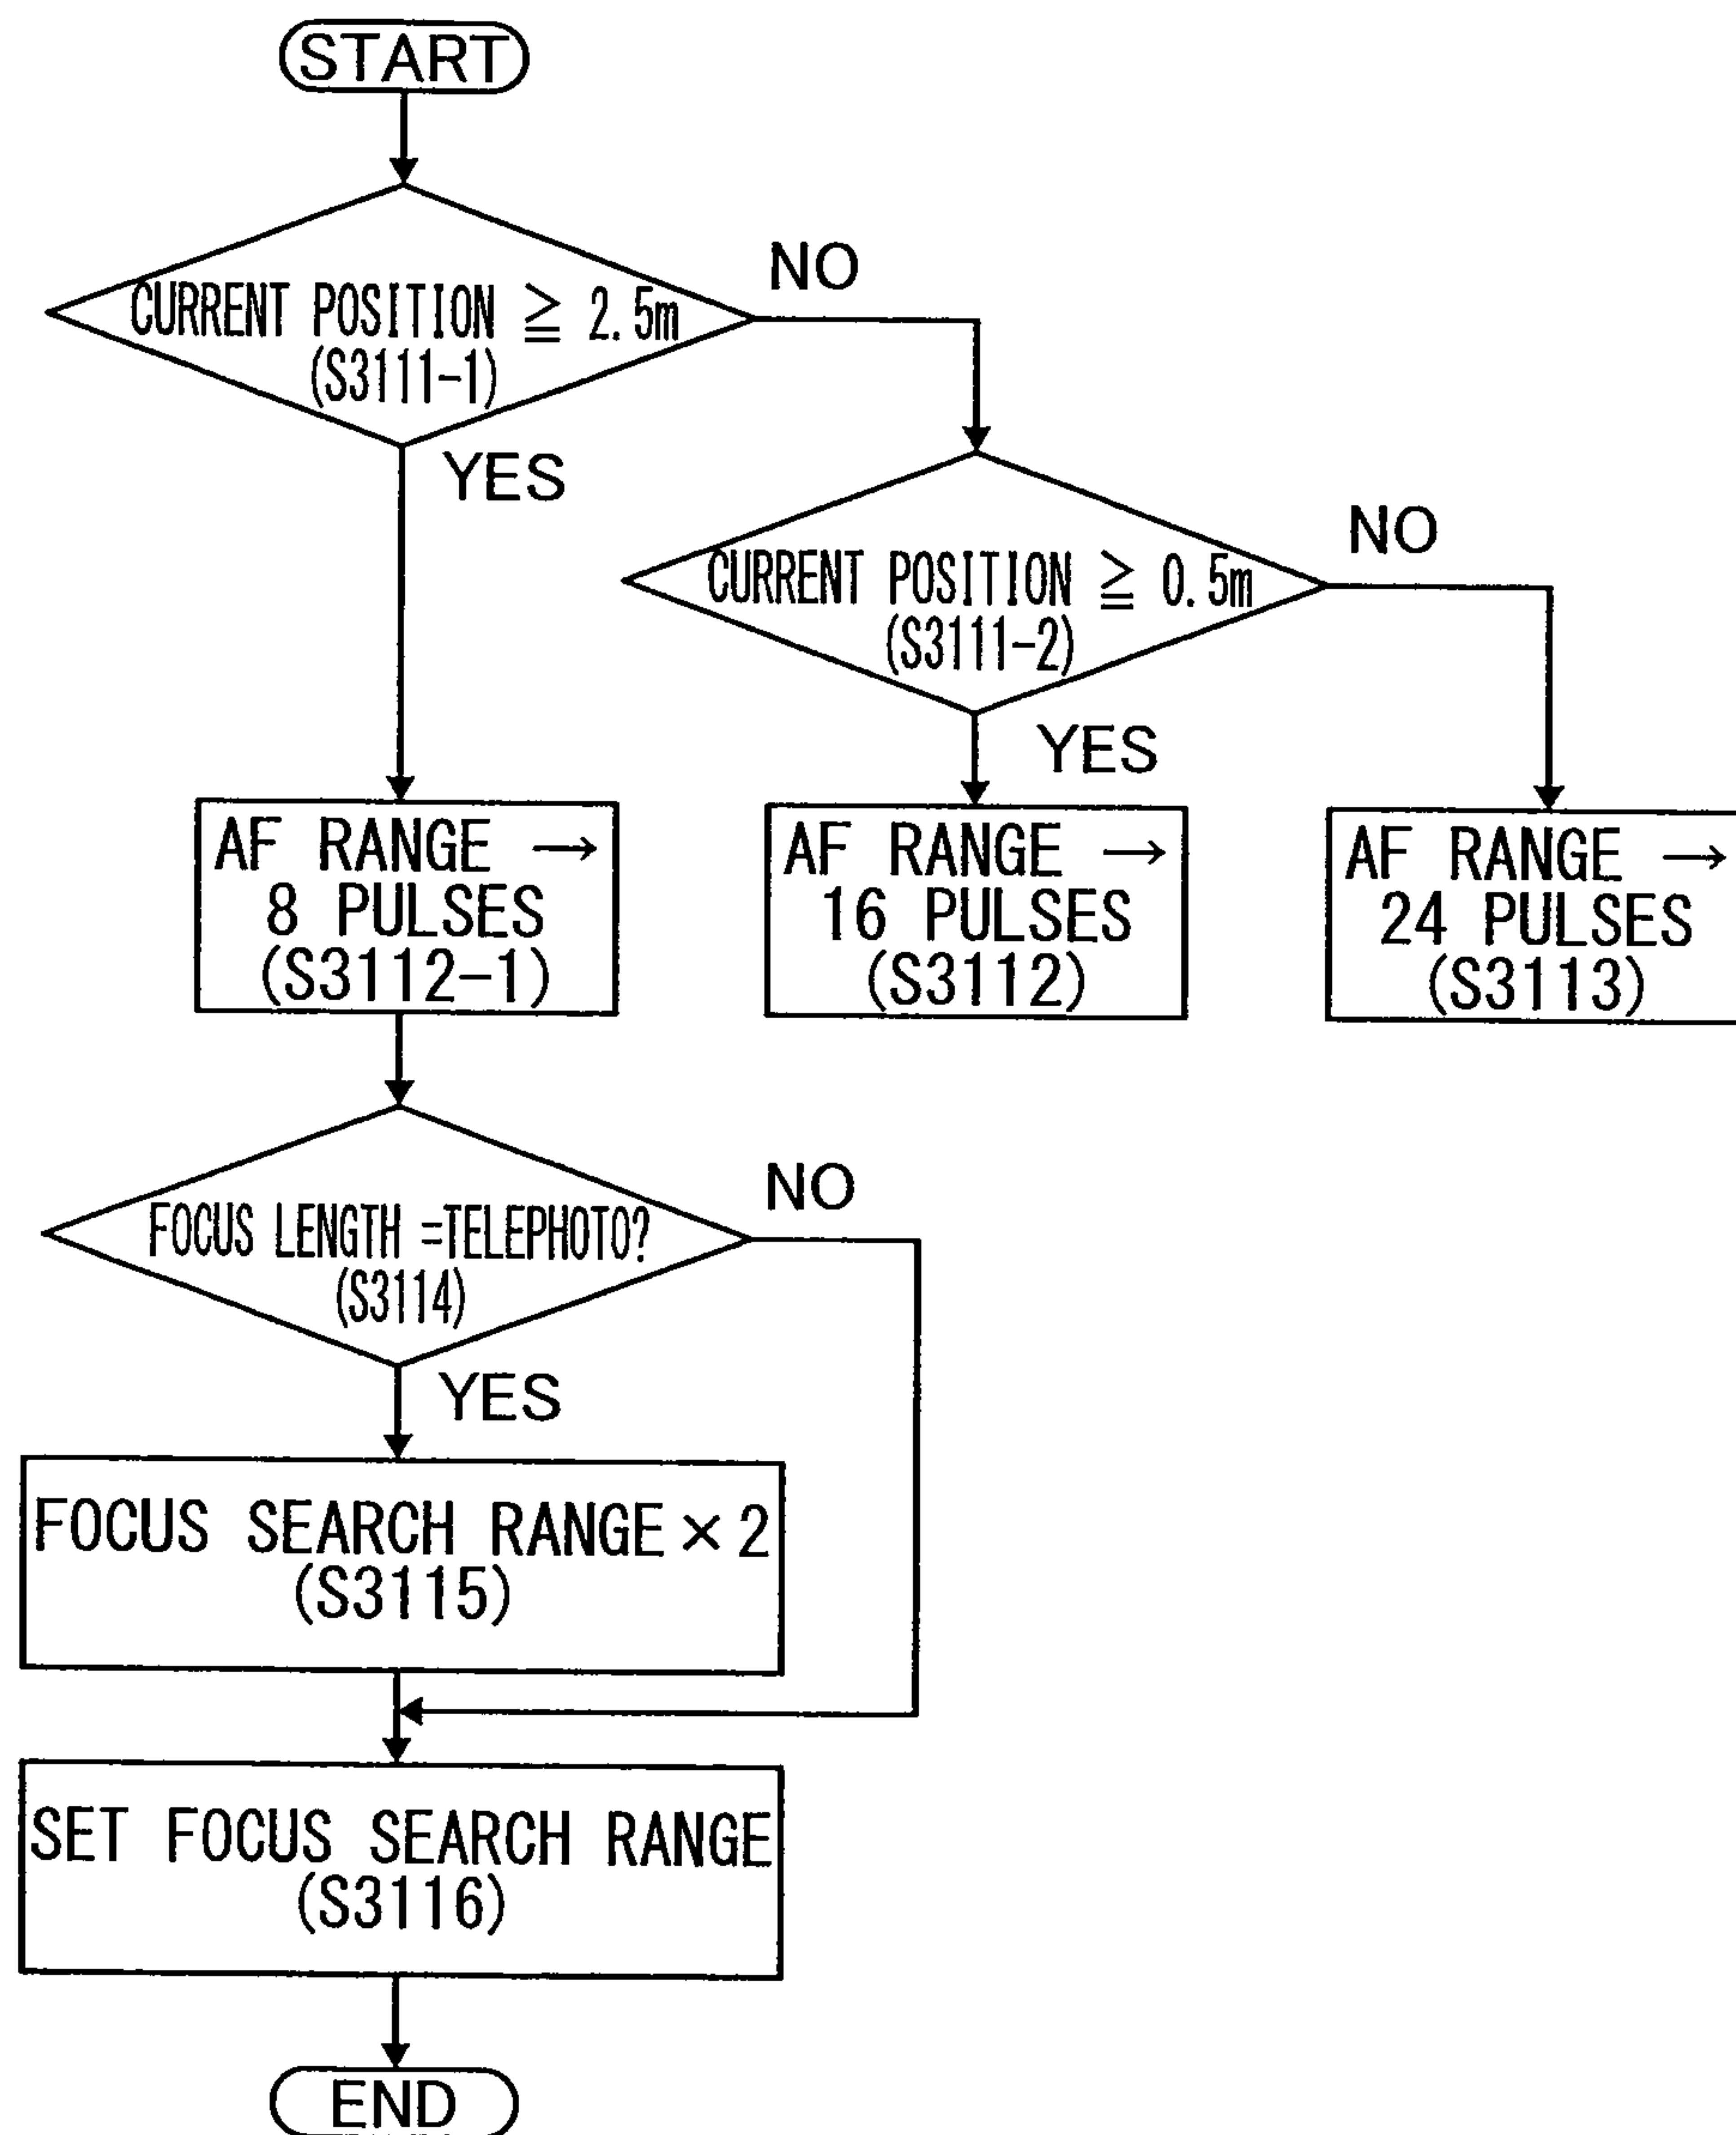 START
CURRENT POSITION ≧ 2.5m
(S3111-1)
NO
YES
CURRENT POSITION ≧ 0.5m
(S3111-2)
NO
YES
AF RANGE →
8 PULSES
(S3112-1)
AF RANGE →
16 PULSES
(S3112)
AF RANGE →
24 PULSES
(S3113)
FOCUS LENGTH =TELEPHOTO?
(S3114)
NO
YES
FOCUS SEARCH RANGE × 2
(S3115)
SET FOCUS SEARCH RANGE
(S3116)
END